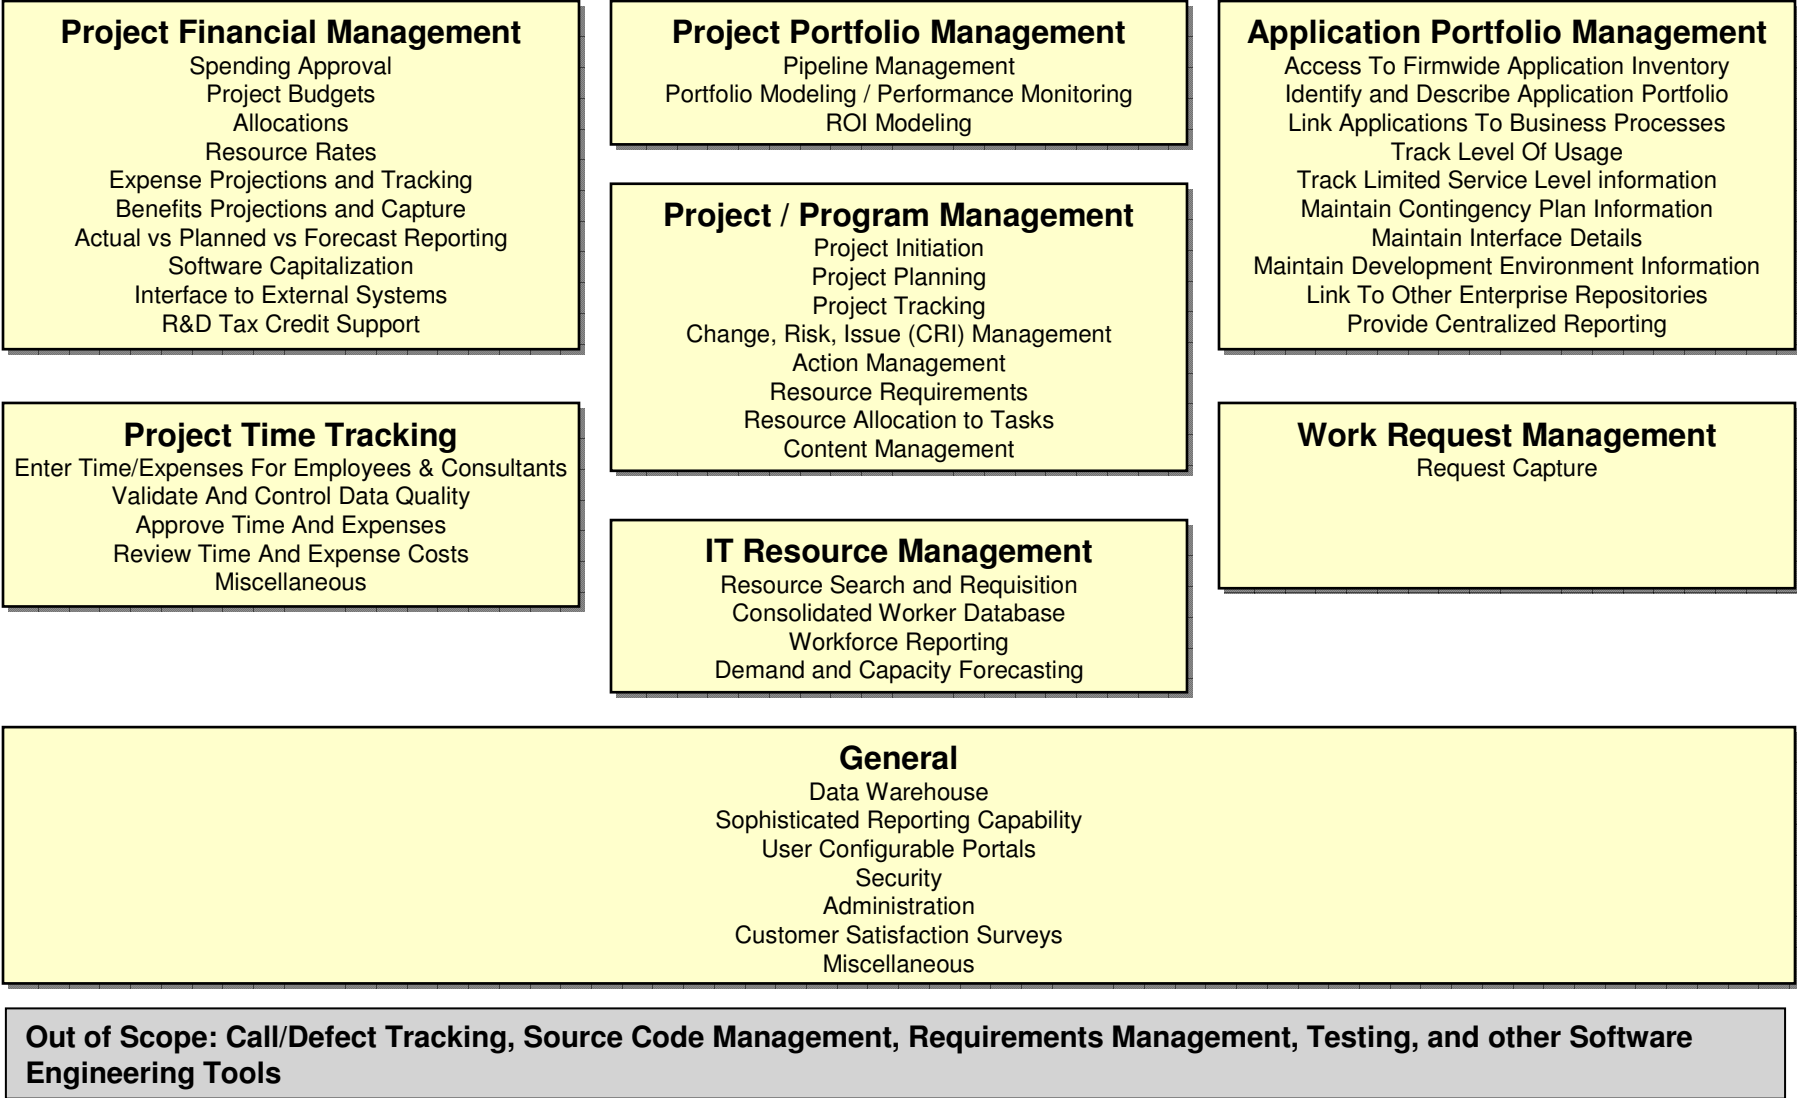 Project Financial Management
Spending Approval
Project Budgets
Allocations
Resource Rates
Expense Projections and Tracking
Benefits Projections and Capture
Actual vs Planned vs Forecast Reporting
Software Capitalization
Interface to External Systems
R&D Tax Credit Support
Project Portfolio Management
Pipeline Management
Portfolio Modeling / Performance Monitoring
ROI Modeling
Application Portfolio Management
Access To Firmwide Application Inventory
Identify and Describe Application Portfolio
Link Applications To Business Processes
Track Level Of Usage
Track Limited Service Level information
Maintain Contingency Plan Information
Maintain Interface Details
Maintain Development Environment Information
Link To Other Enterprise Repositories
Provide Centralized Reporting
Project / Program Management
Project Initiation
Project Planning
Project Tracking
Change, Risk, Issue (CRI) Management
Action Management
Resource Requirements
Resource Allocation to Tasks
Content Management
Project Time Tracking
Enter Time/Expenses For Employees & Consultants
Validate And Control Data Quality
Approve Time And Expenses
Review Time And Expense Costs
Miscellaneous
Work Request Management
Request Capture
IT Resource Management
Resource Search and Requisition
Consolidated Worker Database
Workforce Reporting
Demand and Capacity Forecasting
General
Data Warehouse
Sophisticated Reporting Capability
User Configurable Portals
Security
Administration
Customer Satisfaction Surveys
Miscellaneous
Out of Scope: Call/Defect Tracking, Source Code Management, Requirements Management, Testing, and other Software
Engineering Tools